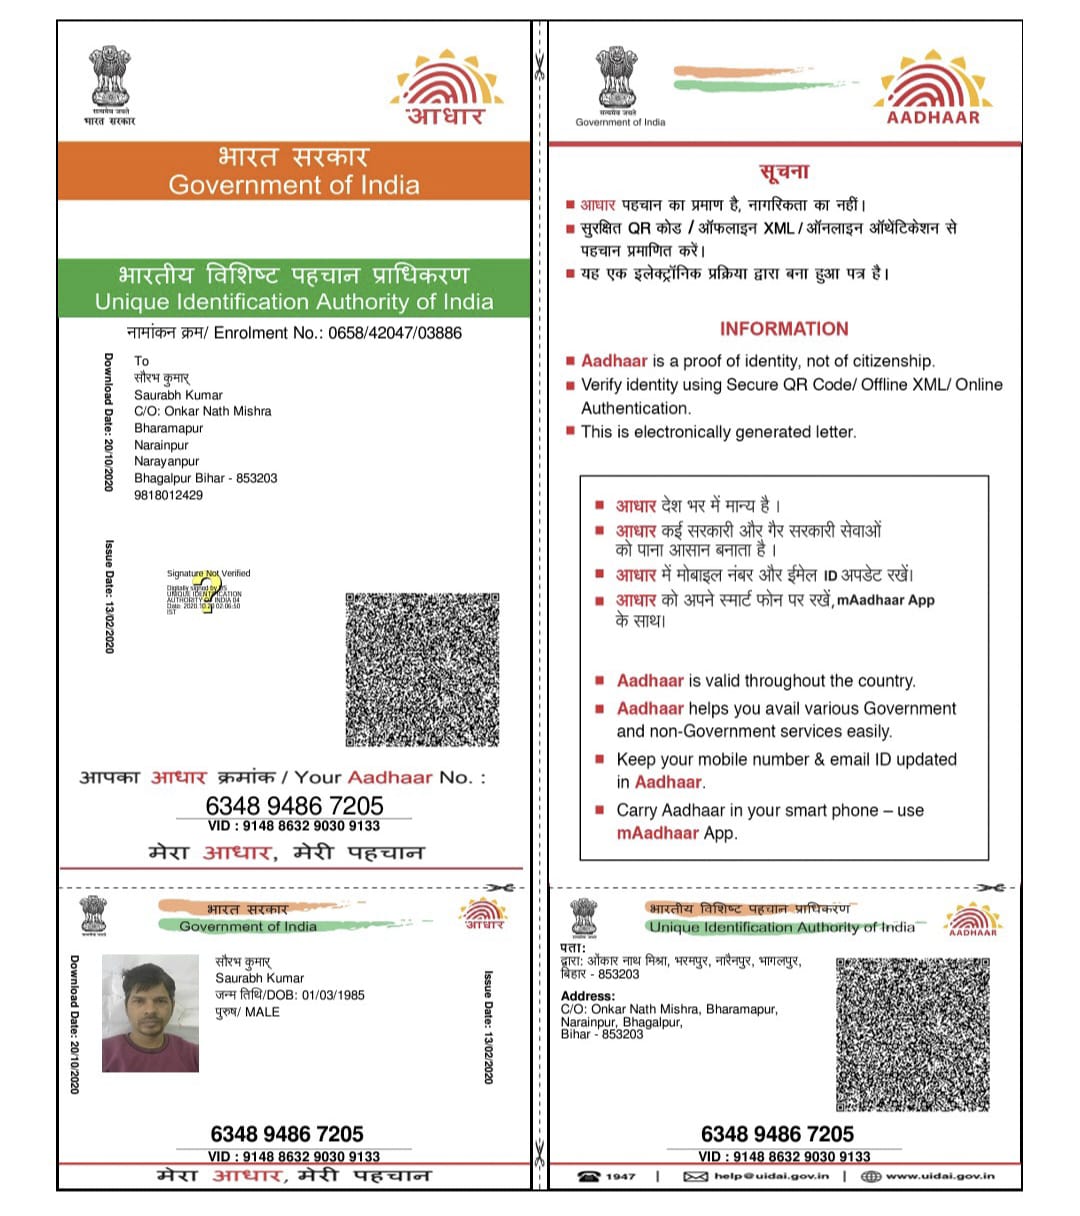 सत्यमेव जयते
भारत सरकार
आधार
भारत सरकार
Government of India
भारतीय विशिष्ट पहचान प्राधिकरण
Unique Identification Authority of India
नामांकन क्रम/ Enrolment No.: 0658/42047/03886
Download Date: 20/10/2020
To
सौरभ कुमार्
Saurabh Kumar
C/O: Onkar Nath Mishra
Bharamapur
Narainpur
Narayanpur
Bhagalpur Bihar - 853203
9818012429
Issue Date: 13/02/2020
Signature Not Verified
Digitally signed by DS
UNIQUE IDENTIFICATION
AUTHORITY OF INDIA 04
Date: 2020.10.20 02:06:50
IST
आपका आधार क्रमांक / Your Aadhaar No. :
6348 9486 7205
VID : 9148 8632 9030 9133
मेरा आधार, मेरी पहचान
भारत सरकार
Government of India
आधार
Download Date: 20/10/2020
सौरभ कुमार्
Saurabh Kumar
जन्म तिथि/DOB: 01/03/1985
पुरुष/ MALE
Issue Date: 13/02/2020
6348 9486 7205
VID : 9148 8632 9030 9133
मेरा आधार, मेरी पहचान
सत्यमेव जयते
Government of India
AADHAAR
सूचना
आधार पहचान का प्रमाण है, नागरिकता का नहीं।
सुरक्षित QR कोड / ऑफलाइन XML / ऑनलाइन ऑथेंटिकेशन से
पहचान प्रमाणित करें।
यह एक इलेक्ट्रॉनिक प्रक्रिया द्वारा बना हुआ पत्र है।
INFORMATION
Aadhaar is a proof of identity, not of citizenship.
Verify identity using Secure QR Code/ Offline XML/ Online
Authentication.
This is electronically generated letter.
आधार देश भर में मान्य है ।
आधार कई सरकारी और गैर सरकारी सेवाओं
को पाना आसान बनाता है ।
आधार में मोबाइल नंबर और ईमेल ID अपडेट रखें।
आधार को अपने स्मार्ट फोन पर रखें, mAadhaar App
के साथ।
Aadhaar is valid throughout the country.
Aadhaar helps you avail various Government
and non-Government services easily.
Keep your mobile number & email ID updated
in Aadhaar.
Carry Aadhaar in your smart phone – use
mAadhaar App.
भारतीय विशिष्ट पहचान प्राधिकरण
Unique Identification Authority of India
AADHAAR
पता:
द्वारा: ओंकार नाथ मिश्रा, भरमपुर, नारैनपुर, भागलपुर,
बिहार - 853203
Address:
C/O: Onkar Nath Mishra, Bharamapur,
Narainpur, Bhagalpur,
Bihar - 853203
6348 9486 7205
VID : 9148 8632 9030 9133
1947 | help@uidai.gov.in | www.uidai.gov.in